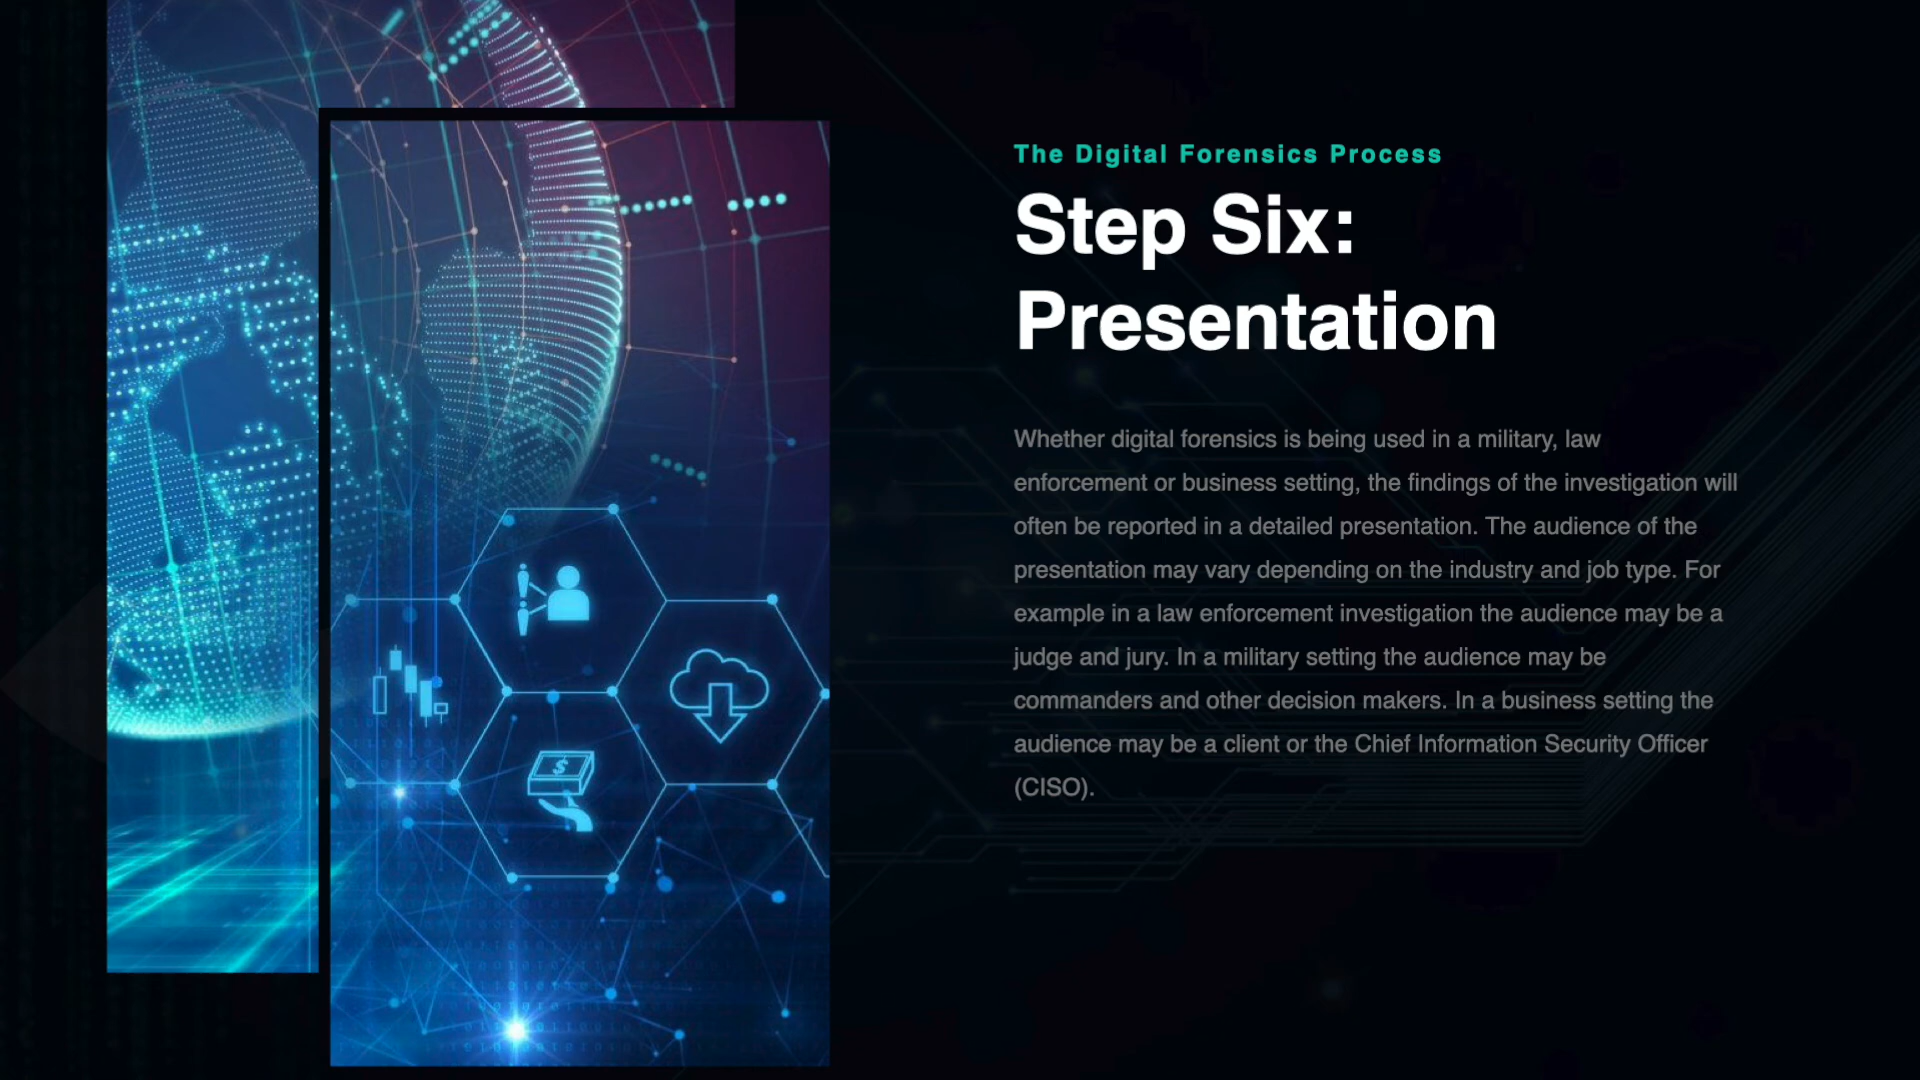 The Digital Forensics Process
Step Six:
Presentation
Whether digital forensics is being used in a military, law
enforcement or business setting, the findings of the investigation will
often be reported in a detailed presentation. The audience of the
presentation may vary depending on the industry and job type. For
example in a law enforcement investigation the audience may be a
judge and jury. In a military setting the audience may be
commanders and other decision makers. In a business setting the
audience may be a client or the Chief Information Security Officer
(CISO).
$